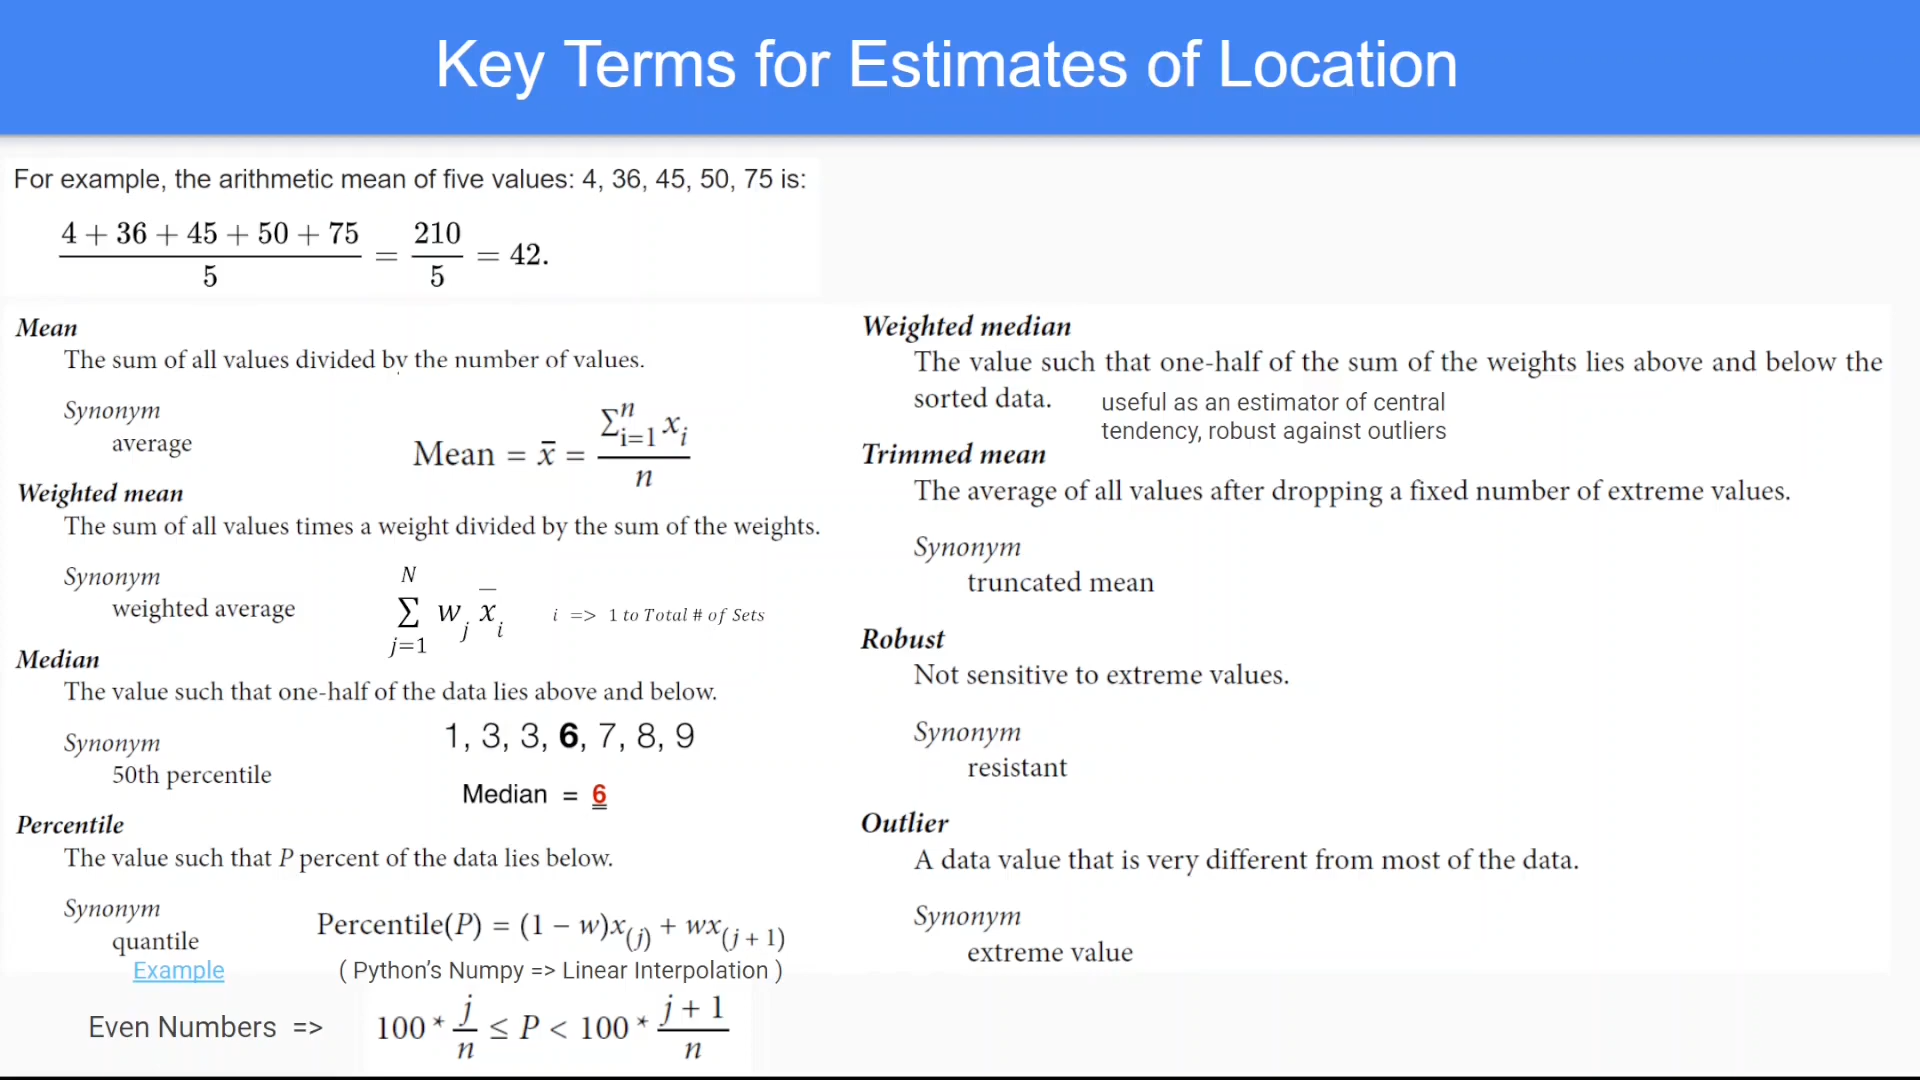 Key Terms for Estimates of Location
For example, the arithmetic mean of five values: 4, 36, 45, 50, 75 is:
4 + 36 + 45 + 50 + 75 / 5 = 210 / 5 = 42.
Mean
The sum of all values divided by the number of values.
Synonym
average
Mean = x̄ = Σⁿᵢ₌₁ xᵢ / n
Weighted mean
The sum of all values times a weight divided by the sum of the weights.
Synonym
weighted average
N
Σ w_j x̄_i i => 1 to Total # of Sets
j=1
Median
The value such that one-half of the data lies above and below.
Synonym
50th percentile
1, 3, 3, 6, 7, 8, 9
Median = 6
Percentile
The value such that P percent of the data lies below.
Synonym
quantile
Example
Percentile(P) = (1 − w)x(j) + wx(j + 1)
( Python’s Numpy => Linear Interpolation )
Even Numbers => 100 * j / n ≤ P < 100 * j + 1 / n
Weighted median
The value such that one-half of the sum of the weights lies above and below the
sorted data.
useful as an estimator of central
tendency, robust against outliers
Trimmed mean
The average of all values after dropping a fixed number of extreme values.
Synonym
truncated mean
Robust
Not sensitive to extreme values.
Synonym
resistant
Outlier
A data value that is very different from most of the data.
Synonym
extreme value